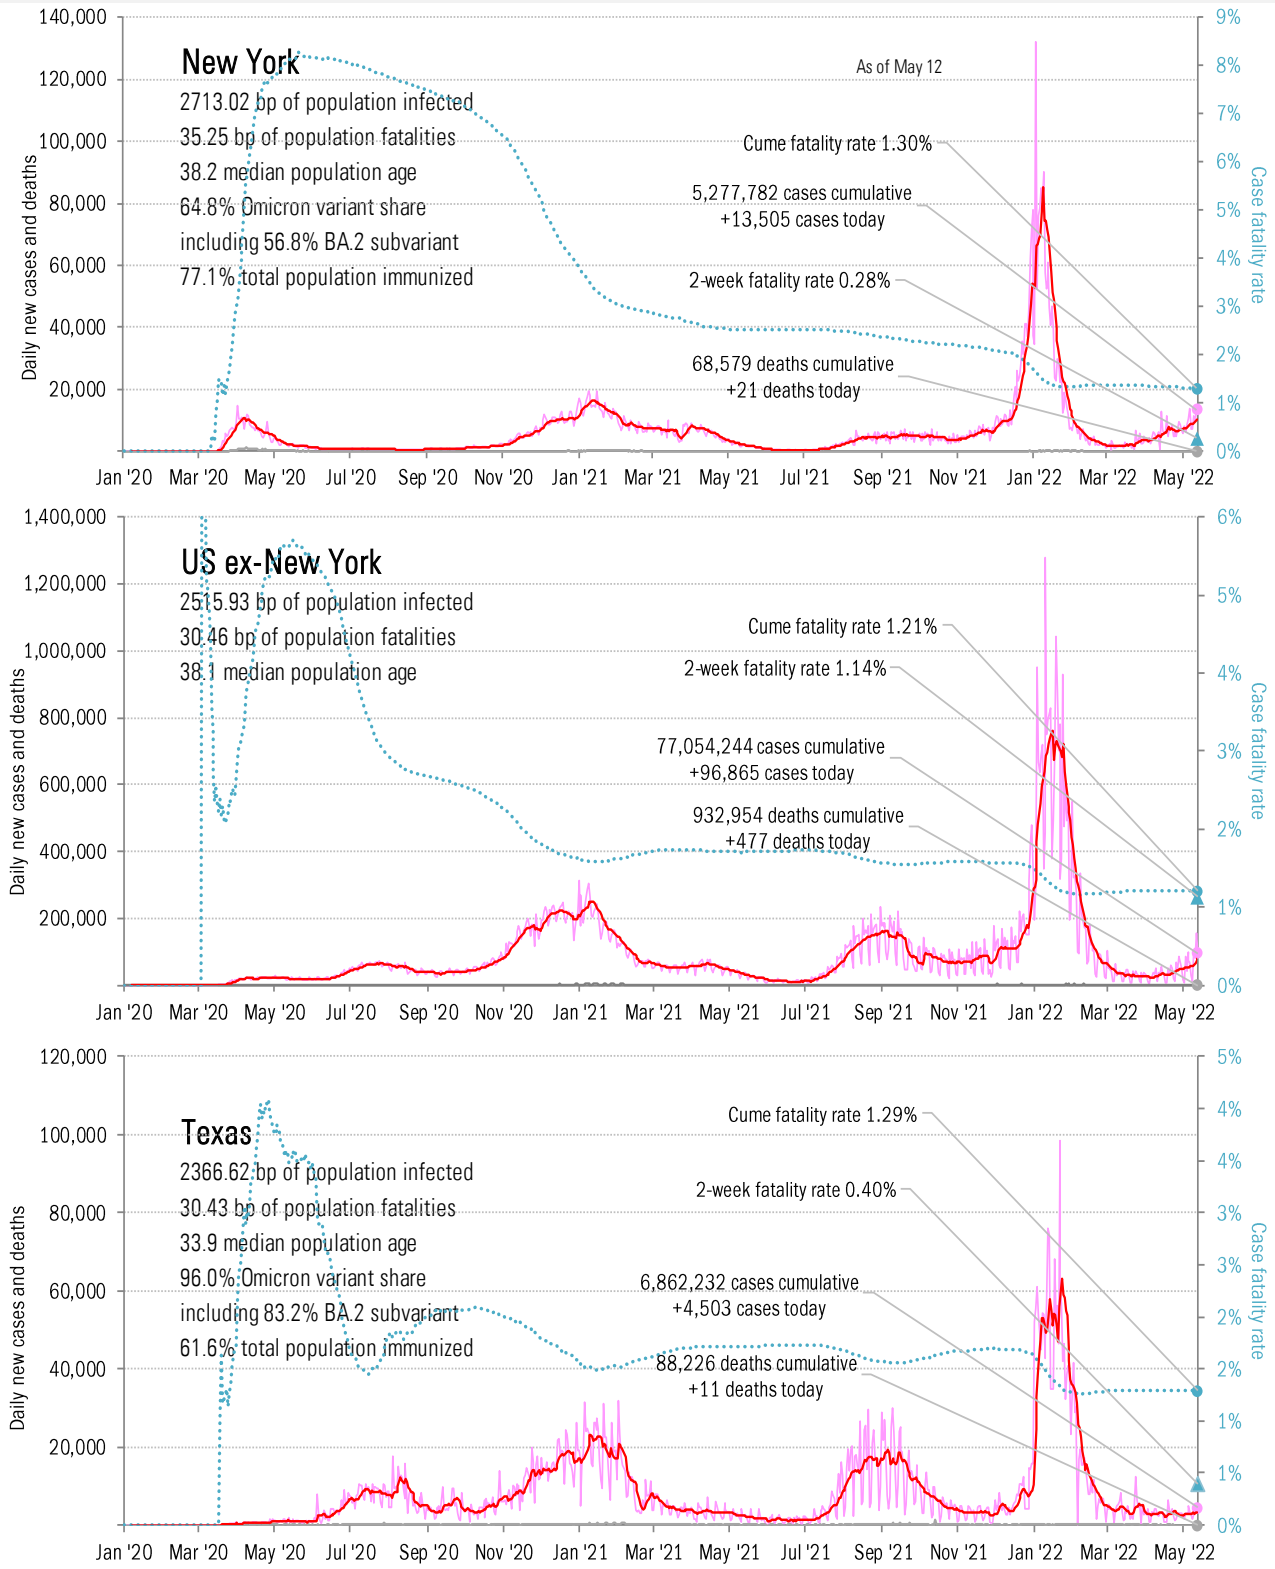 140,000
120,000
100,000
80,000
60,000
40,000
20,000
Daily new cases and deaths
New York
2713.02 bp of population infected
35.25 bp of population fatalities
38.2 median population age
64.8% Omicron variant share
including 56.8% BA.2 subvariant
77.1% total population immunized
As of May 12
Cume fatality rate 1.30%
5,277,782 cases cumulative
+13,505 cases today
2-week fatality rate 0.28%
68,579 deaths cumulative
+21 deaths today
9%
8%
7%
6%
5%
4%
3%
2%
1%
0%
Case fatality rate
Jan '20 Mar '20 May '20 Jul '20 Sep '20 Nov '20 Jan '21 Mar '21 May '21 Jul '21 Sep '21 Nov '21 Jan '22 Mar '22 May '22
1,400,000
1,200,000
1,000,000
800,000
600,000
400,000
200,000
Daily new cases and deaths
US ex-New York
2515.93 bp of population infected
30.46 bp of population fatalities
38.1 median population age
Cume fatality rate 1.21%
2-week fatality rate 1.14%
77,054,244 cases cumulative
+96,865 cases today
932,954 deaths cumulative
+477 deaths today
6%
5%
4%
3%
2%
1%
0%
Case fatality rate
Jan '20 Mar '20 May '20 Jul '20 Sep '20 Nov '20 Jan '21 Mar '21 May '21 Jul '21 Sep '21 Nov '21 Jan '22 Mar '22 May '22
120,000
100,000
80,000
60,000
40,000
20,000
Daily new cases and deaths
Texas
2366.62 bp of population infected
30.43 bp of population fatalities
33.9 median population age
96.0% Omicron variant share
including 83.2% BA.2 subvariant
61.6% total population immunized
Cume fatality rate 1.29%
2-week fatality rate 0.40%
6,862,232 cases cumulative
+4,503 cases today
88,226 deaths cumulative
+11 deaths today
5%
4%
4%
3%
3%
2%
2%
1%
1%
0%
Case fatality rate
Jan '20 Mar '20 May '20 Jul '20 Sep '20 Nov '20 Jan '21 Mar '21 May '21 Jul '21 Sep '21 Nov '21 Jan '22 Mar '22 May '22